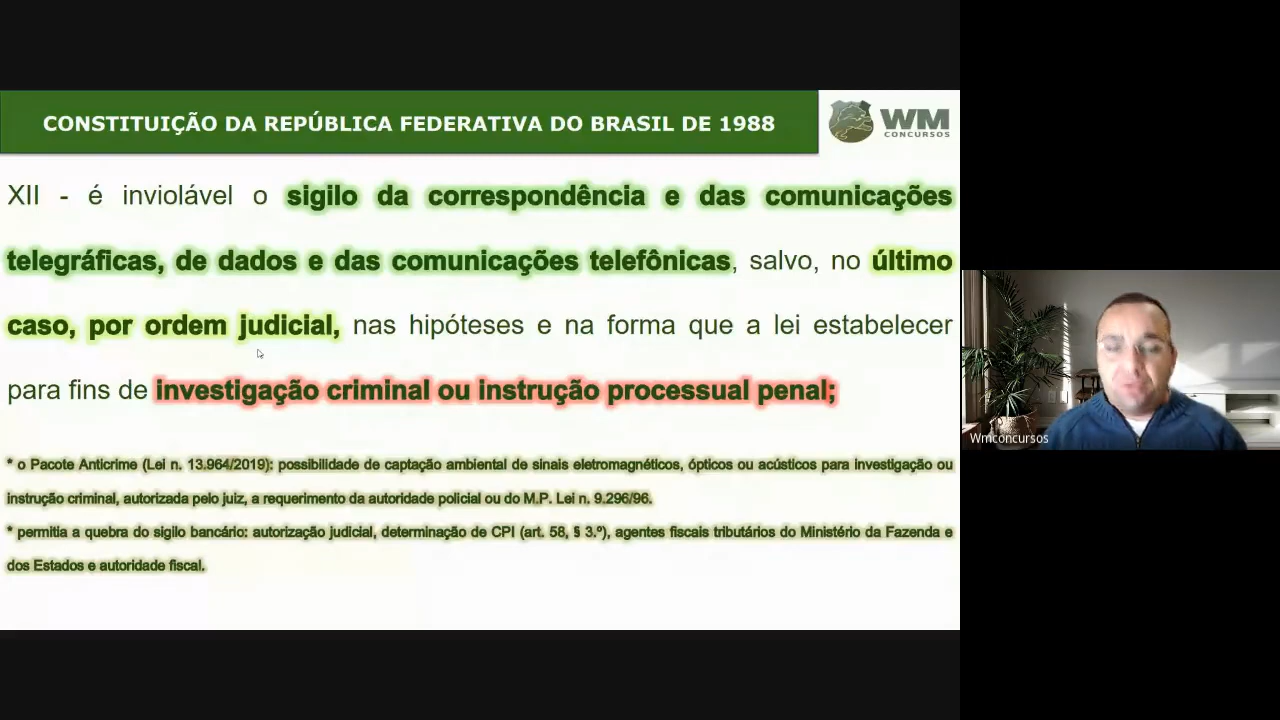 CONSTITUIÇÃO DA REPÚBLICA FEDERATIVA DO BRASIL DE 1988
WM
CONCURSOS
XII - é inviolável o sigilo da correspondência e das comunicações
telegráficas, de dados e das comunicações telefônicas, salvo, no último
caso, por ordem judicial, nas hipóteses e na forma que a lei estabelecer
para fins de investigação criminal ou instrução processual penal;
* o Pacote Anticrime (Lei n. 13.964/2019): possibilidade de captação ambiental de sinais eletromagnéticos, ópticos ou acústicos para investigação ou
instrução criminal, autorizada pelo juiz, a requerimento da autoridade policial ou do M.P. Lei n. 9.296/96.
* permitia a quebra do sigilo bancário: autorização judicial, determinação de CPI (art. 58, § 3.º), agentes fiscais tributários do Ministério da Fazenda e
dos Estados e autoridade fiscal.
Wmconcursos